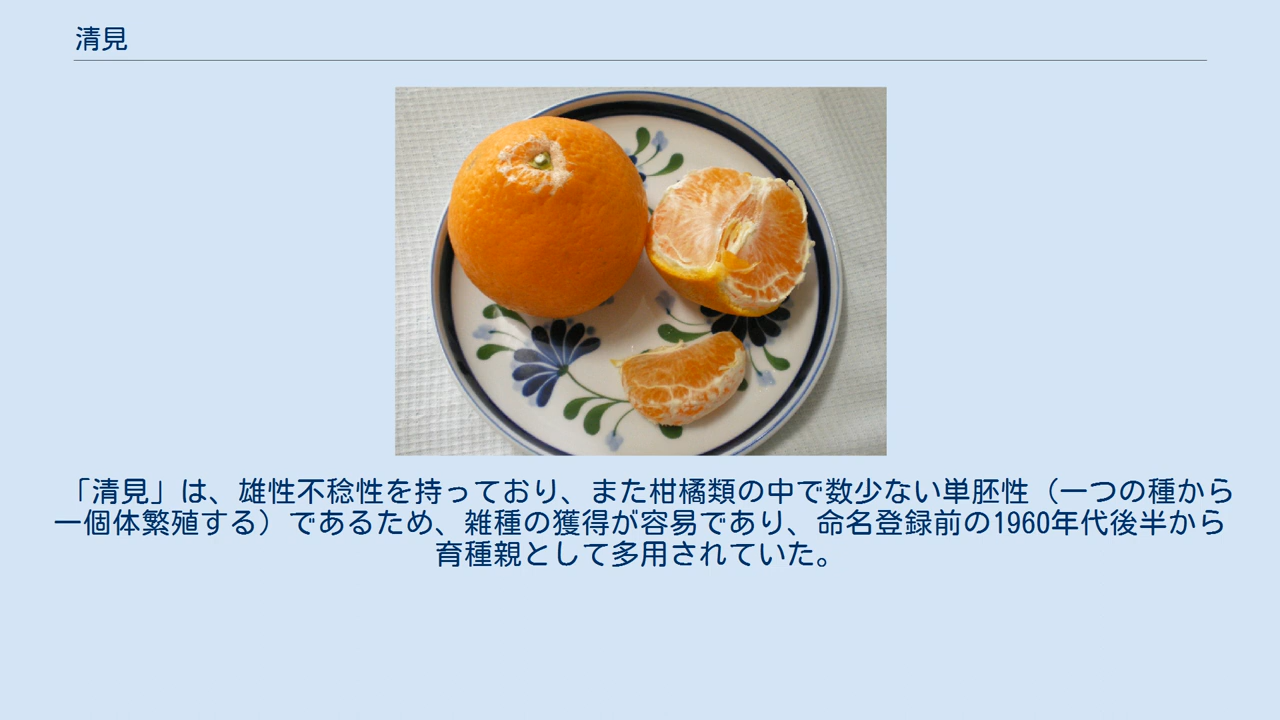 清見
「清見」は、雄性不稔性を持っており、また柑橘類の中で数少ない単胚性（一つの種から
一個体繁殖する）であるため、雑種の獲得が容易であり、命名登録前の1960年代後半から
育種親として多用されていた。